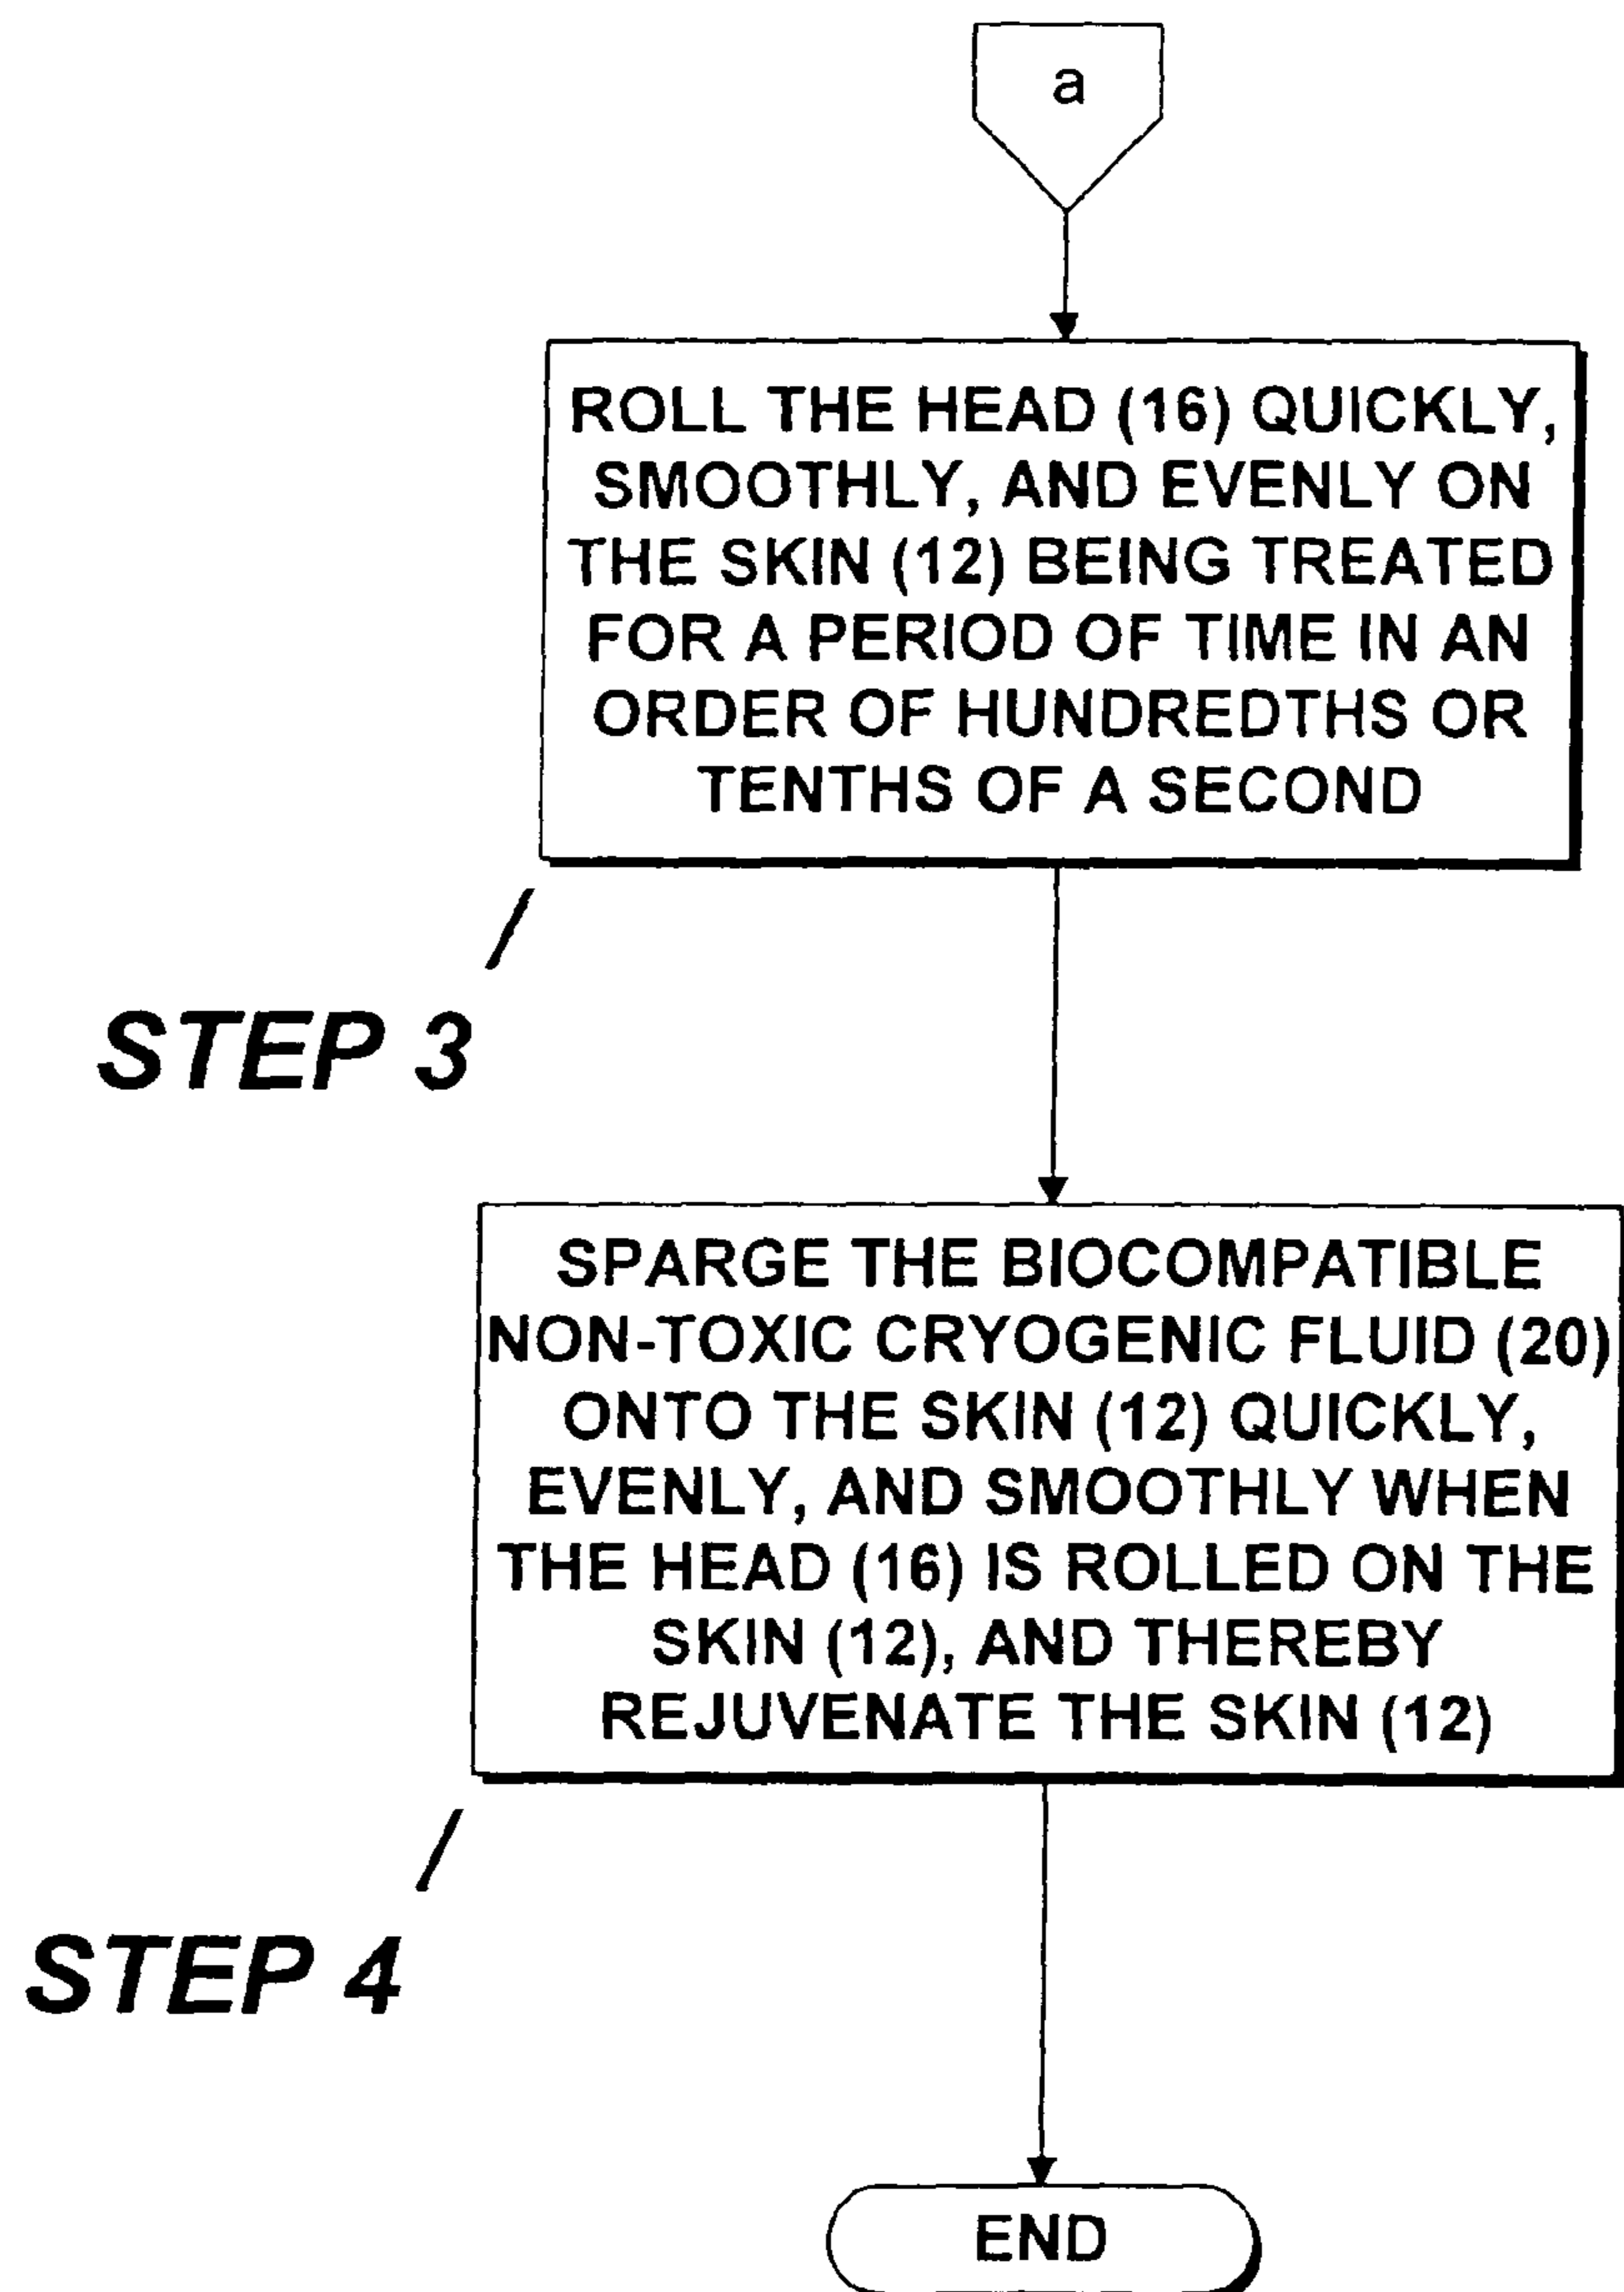 a
ROLL THE HEAD (16) QUICKLY,
SMOOTHLY, AND EVENLY ON
THE SKIN (12) BEING TREATED
FOR A PERIOD OF TIME IN AN
ORDER OF HUNDREDTHS OR
TENTHS OF A SECOND
STEP 3
SPARGE THE BIOCOMPATIBLE
NON-TOXIC CRYOGENIC FLUID (20)
ONTO THE SKIN (12) QUICKLY,
EVENLY, AND SMOOTHLY WHEN
THE HEAD (16) IS ROLLED ON THE
SKIN (12), AND THEREBY
REJUVENATE THE SKIN (12)
STEP 4
END